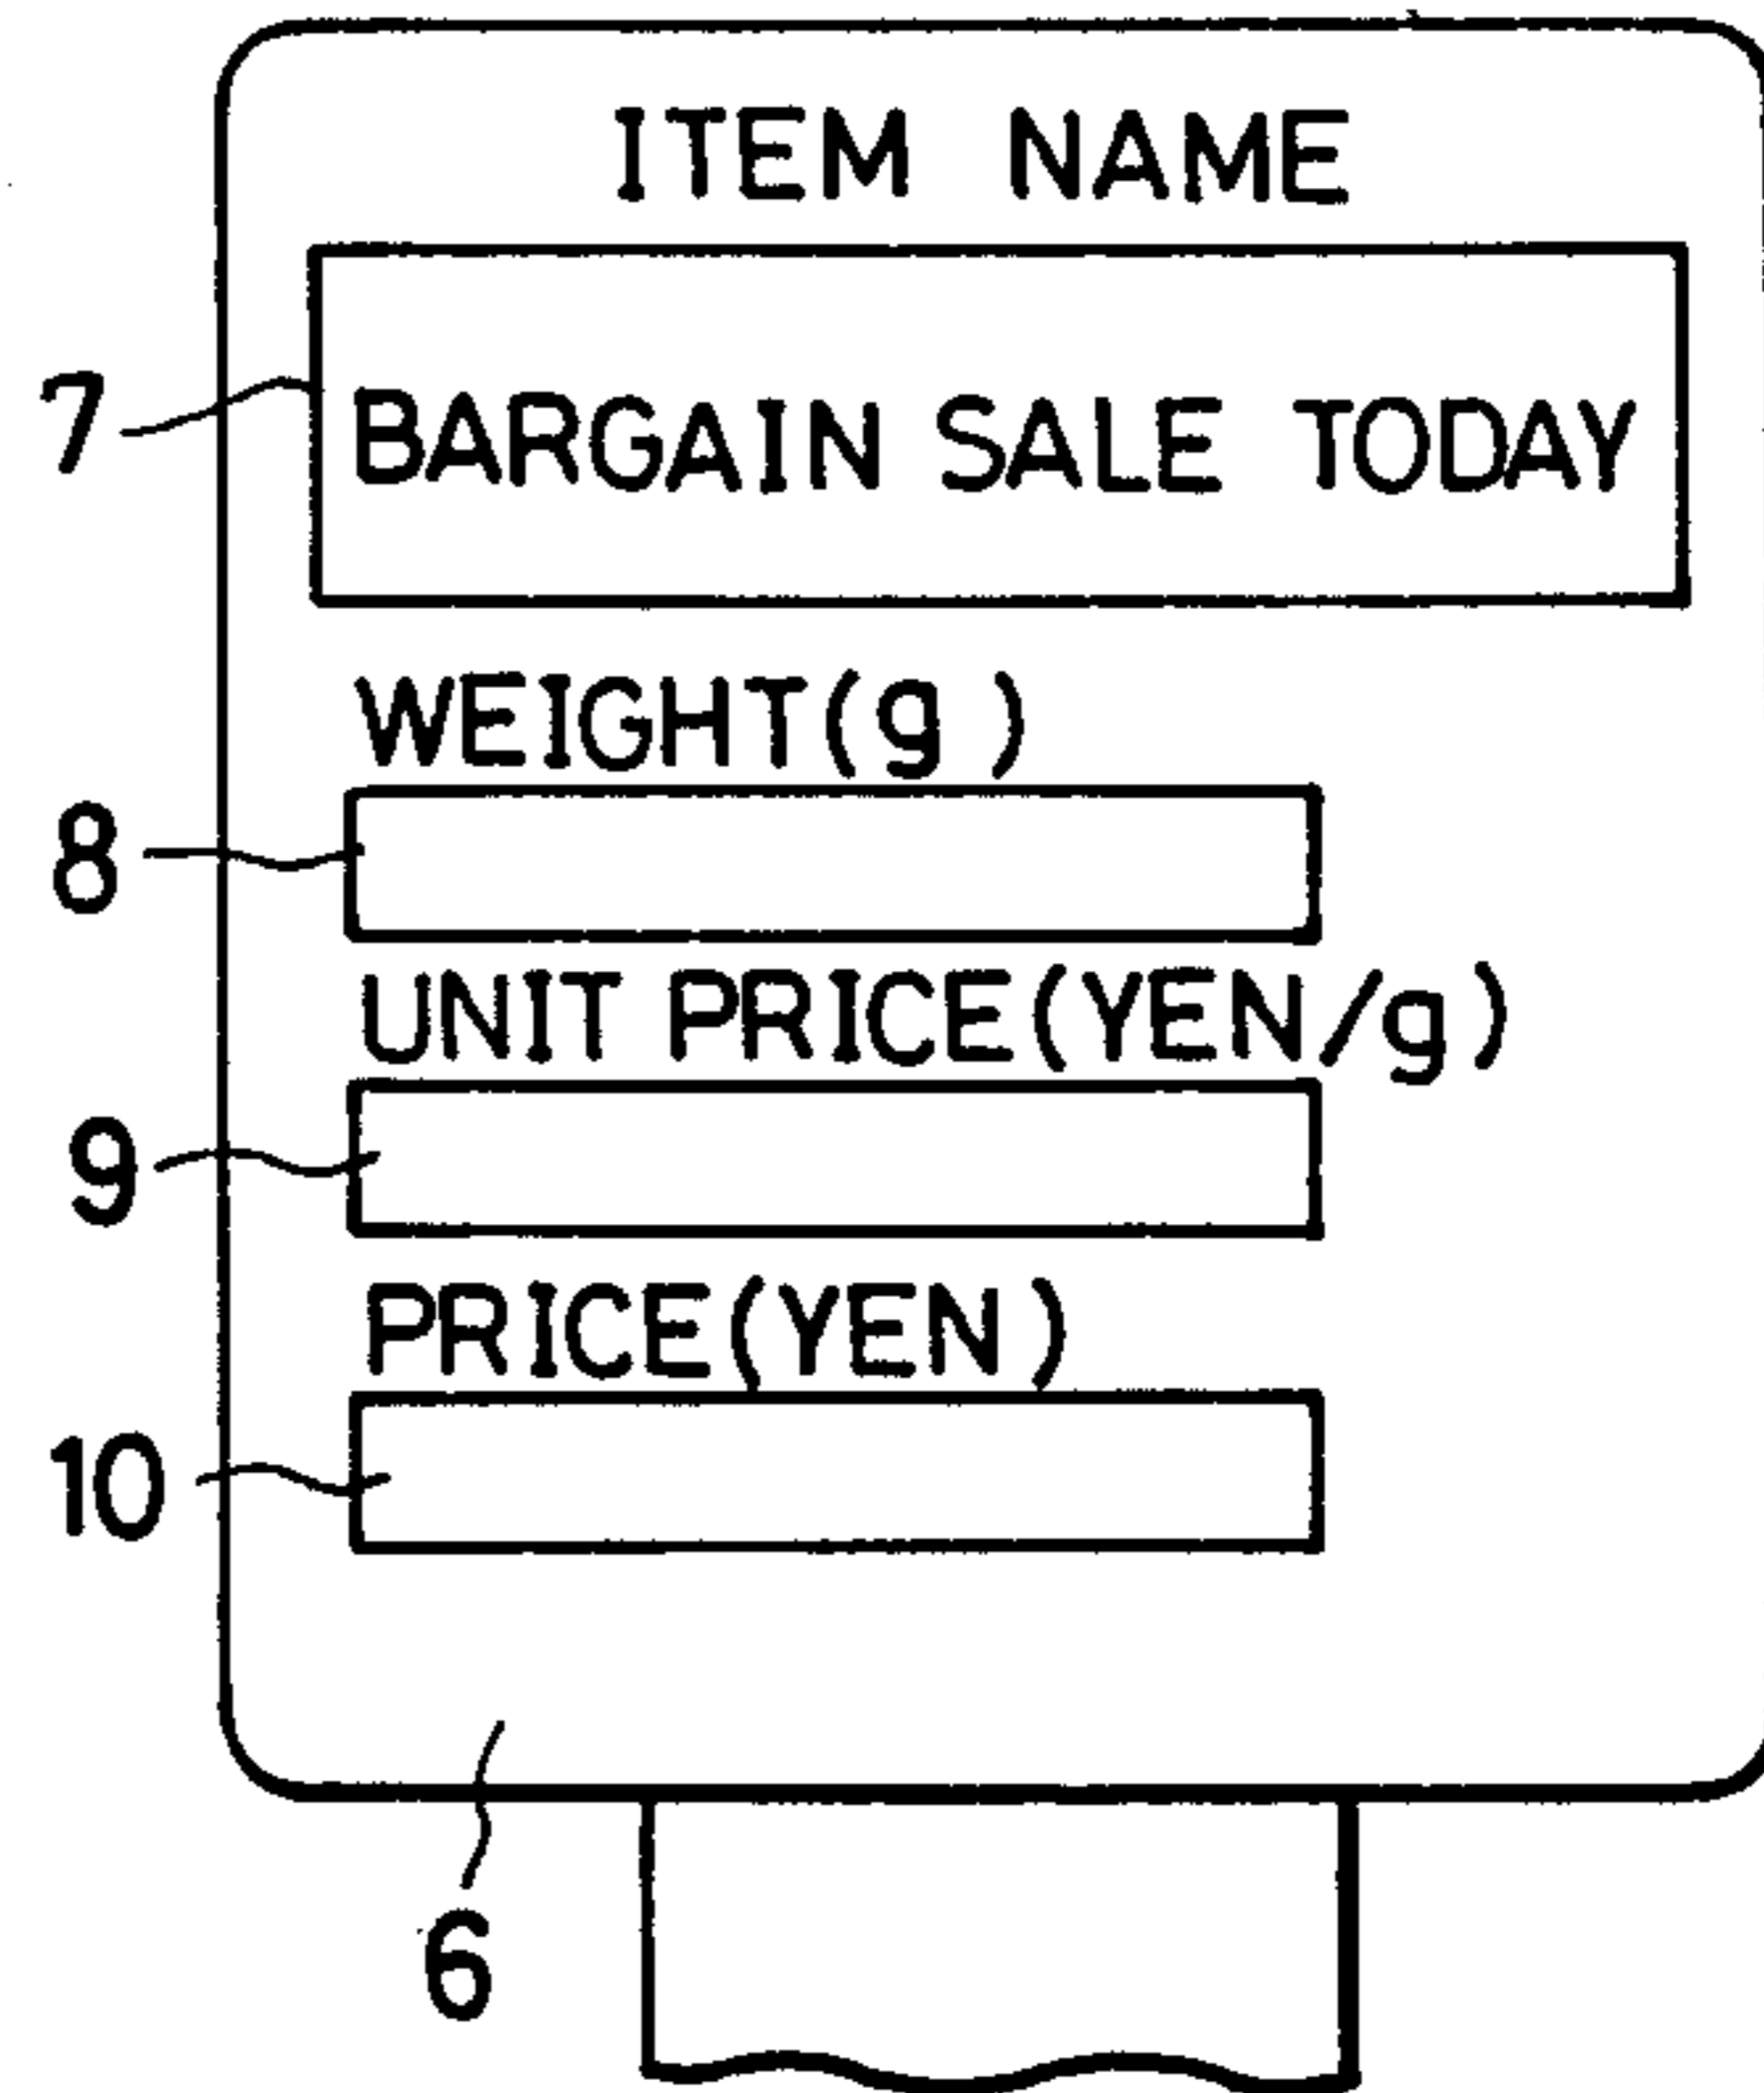 ITEM NAME
7
BARGAIN SALE TODAY
WEIGHT(g )
8
UNIT PRICE(YEN/g)
9
PRICE(YEN)
10
6